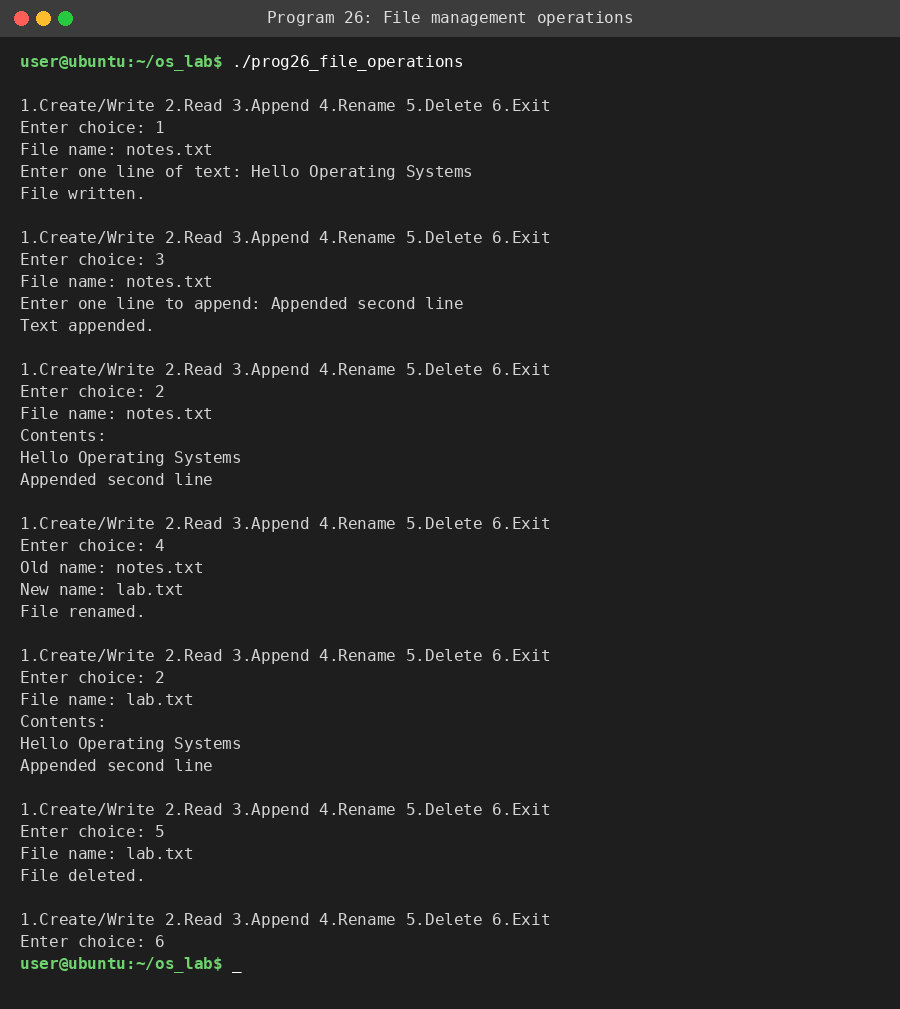 Program 26: File management operations
user@ubuntu:~/os_lab$ ./prog26_file_operations
1.Create/Write 2.Read 3.Append 4.Rename 5.Delete 6.Exit
Enter choice: 1
File name: notes.txt
Enter one line of text: Hello Operating Systems
File written.
1.Create/Write 2.Read 3.Append 4.Rename 5.Delete 6.Exit
Enter choice: 3
File name: notes.txt
Enter one line to append: Appended second line
Text appended.
1.Create/Write 2.Read 3.Append 4.Rename 5.Delete 6.Exit
Enter choice: 2
File name: notes.txt
Contents:
Hello Operating Systems
Appended second line
1.Create/Write 2.Read 3.Append 4.Rename 5.Delete 6.Exit
Enter choice: 4
Old name: notes.txt
New name: lab.txt
File renamed.
1.Create/Write 2.Read 3.Append 4.Rename 5.Delete 6.Exit
Enter choice: 2
File name: lab.txt
Contents:
Hello Operating Systems
Appended second line
1.Create/Write 2.Read 3.Append 4.Rename 5.Delete 6.Exit
Enter choice: 5
File name: lab.txt
File deleted.
1.Create/Write 2.Read 3.Append 4.Rename 5.Delete 6.Exit
Enter choice: 6
user@ubuntu:~/os_lab$ _